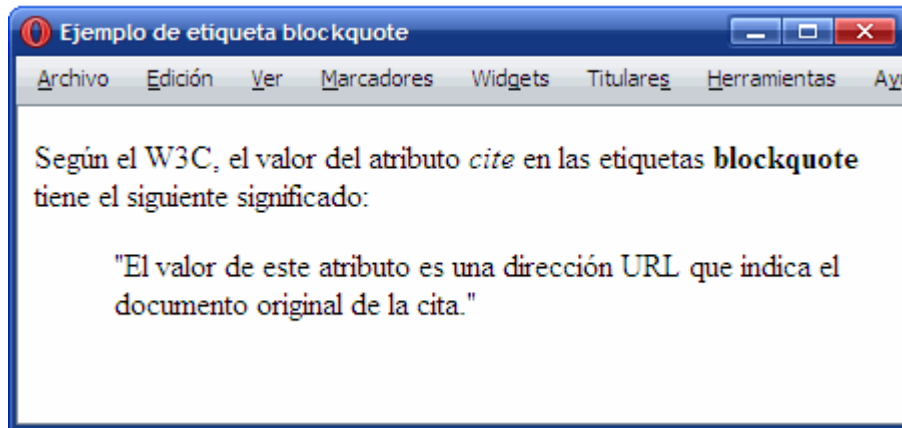 Ejemplo de etiqueta blockquote
Archivo Edición Ver Marcadores Widgets Titulares Herramientas
Según el W3C, el valor del atributo cite en las etiquetas blockquote
tiene el siguiente significado:
"El valor de este atributo es una dirección URL que indica el
documento original de la cita."